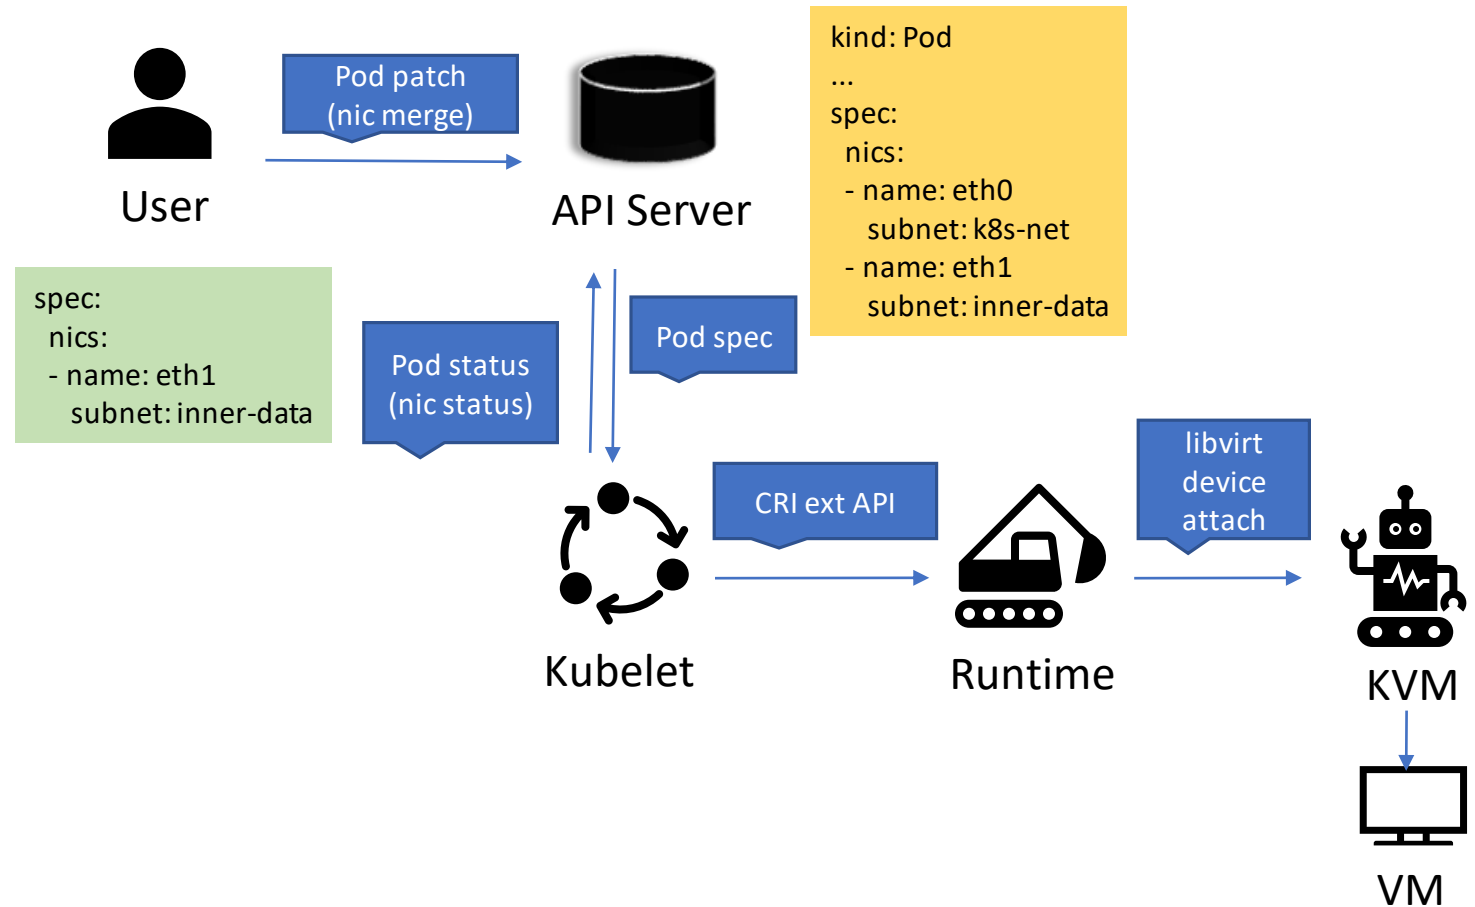 Pod patch
(nic merge)
User
API Server
kind: Pod
...
spec:
nics:
- name: eth0
subnet: k8s-net
- name: eth1
subnet: inner-data
spec:
nics:
- name: eth1
subnet: inner-data
Pod status
(nic status)
Pod spec
CRI ext API
libvirt
device
attach
Kubelet
Runtime
KVM
VM